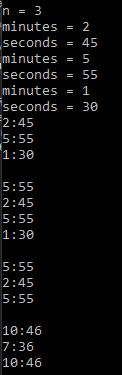 n = 3
minutes = 2
seconds = 45
minutes = 5
seconds = 55
minutes = 1
seconds = 30
2:45
5:55
1:30

5:55
2:45
5:55
1:30

5:55
2:45
5:55

10:46
7:36
10:46